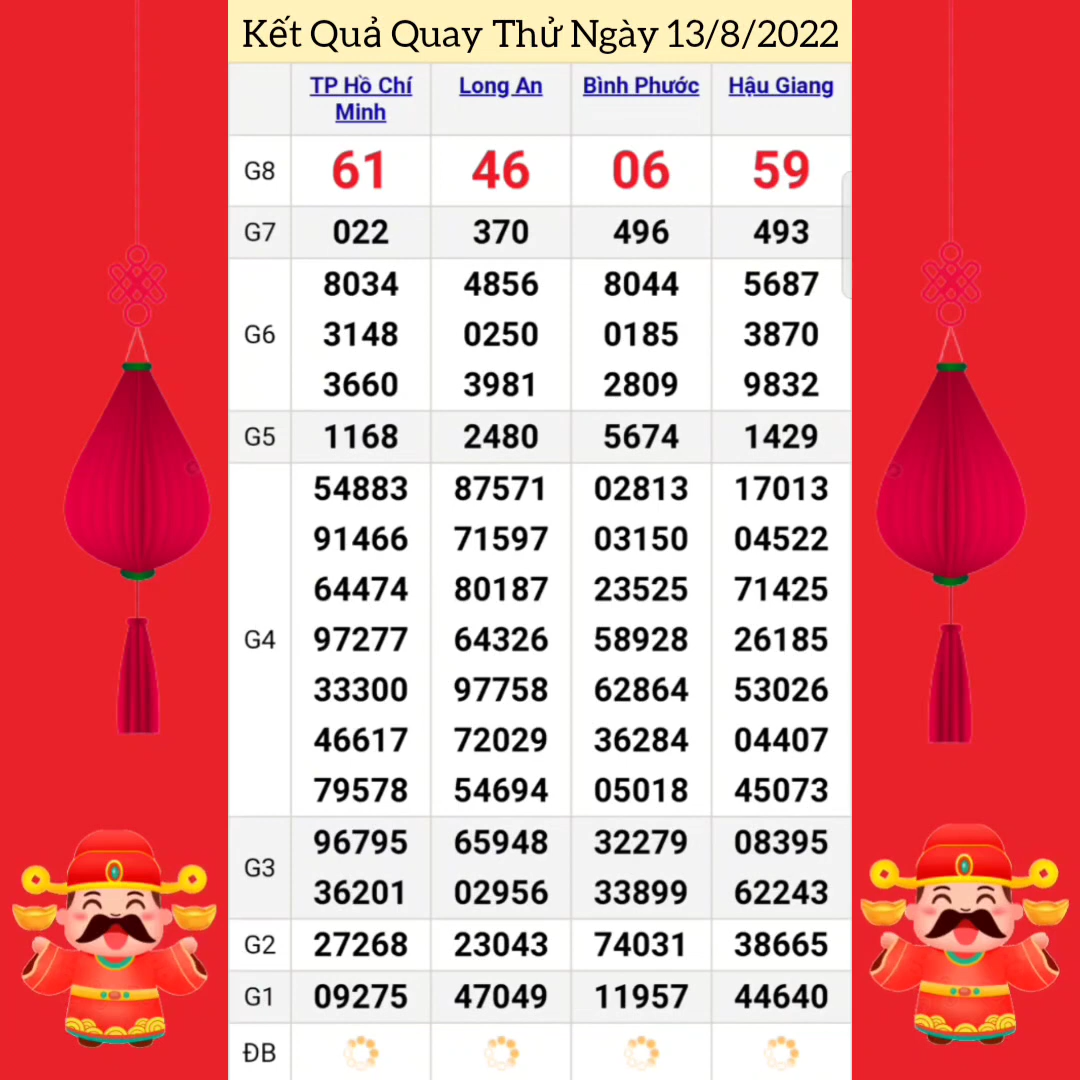 Kết Quả Quay Thử Ngày 13/8/2022
TP Hồ Chí Minh Long An Bình Phước Hậu Giang
G8 61 46 06 59
G7 022 370 496 493
8034 4856 8044 5687
G6 3148 0250 0185 3870
3660 3981 2809 9832
G5 1168 2480 5674 1429
54883 87571 02813 17013
91466 71597 03150 04522
64474 80187 23525 71425
G4 97277 64326 58928 26185
33300 97758 62864 53026
46617 72029 36284 04407
79578 54694 05018 45073
G3 96795 65948 32279 08395
36201 02956 33899 62243
G2 27268 23043 74031 38665
G1 09275 47049 11957 44640
ĐB